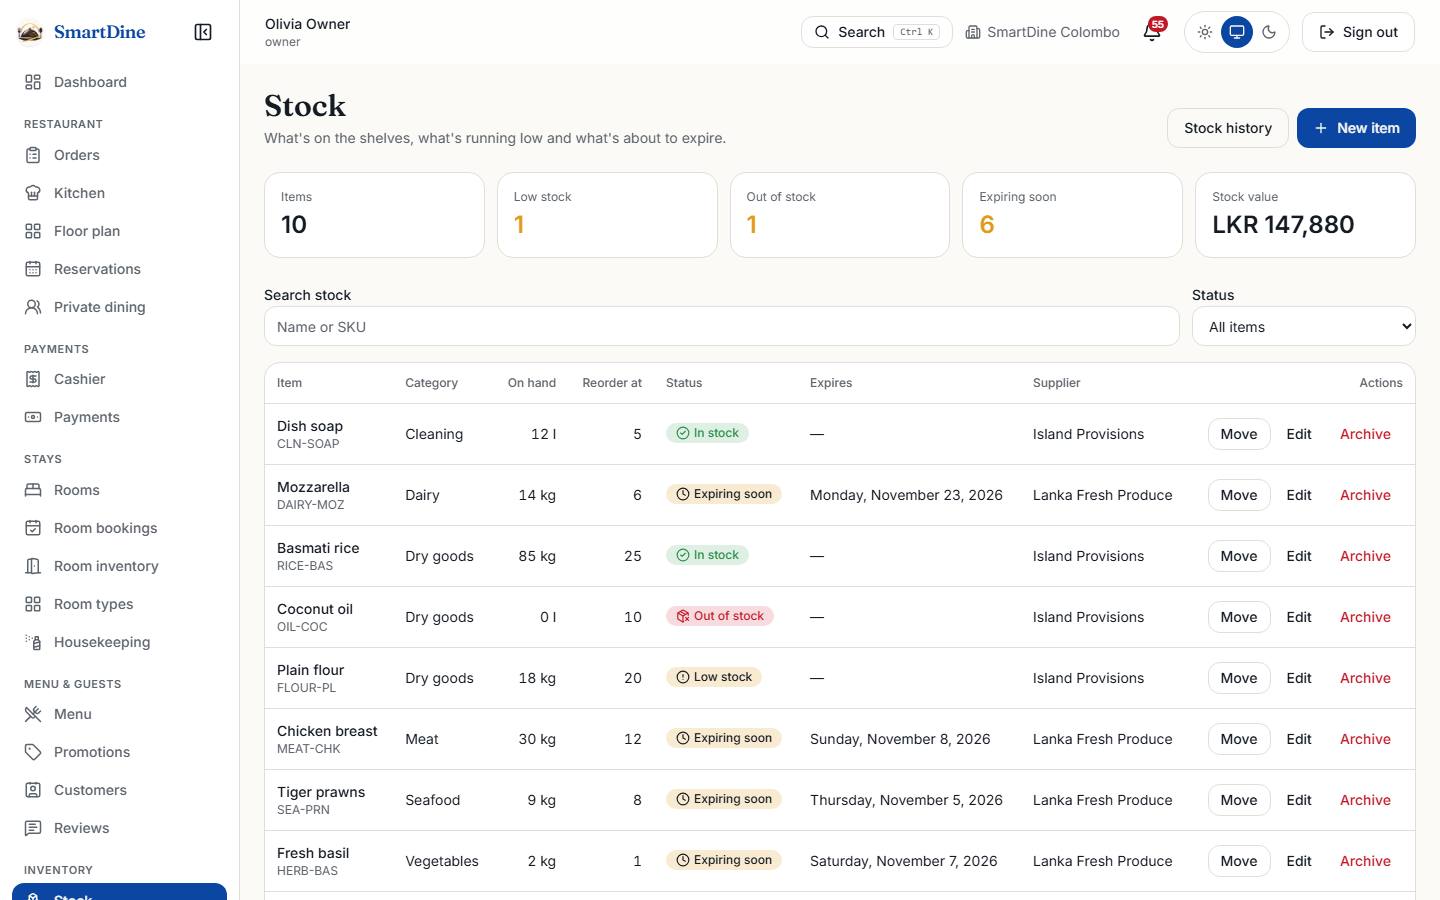 SmartDine
Dashboard
RESTAURANT
Orders
Kitchen
Floor plan
Reservations
Private dining
PAYMENTS
Cashier
Payments
STAYS
Rooms
Room bookings
Room inventory
Room types
Housekeeping
MENU & GUESTS
Menu
Promotions
Customers
Reviews
INVENTORY
Stock
Olivia Owner
owner
Search Ctrl K
SmartDine Colombo
55
Sign out
Stock
What's on the shelves, what's running low and what's about to expire.
Stock history
New item
Items
10
Low stock
1
Out of stock
1
Expiring soon
6
Stock value
LKR 147,880
Search stock
Name or SKU
Status
All items
Item Category On hand Reorder at Status Expires Supplier Actions
Dish soap
CLN-SOAP
Cleaning 12 l 5 In stock — Island Provisions Move Edit Archive
Mozzarella
DAIRY-MOZ
Dairy 14 kg 6 Expiring soon Monday, November 23, 2026 Lanka Fresh Produce Move Edit Archive
Basmati rice
RICE-BAS
Dry goods 85 kg 25 In stock — Island Provisions Move Edit Archive
Coconut oil
OIL-COC
Dry goods 0 l 10 Out of stock — Island Provisions Move Edit Archive
Plain flour
FLOUR-PL
Dry goods 18 kg 20 Low stock — Island Provisions Move Edit Archive
Chicken breast
MEAT-CHK
Meat 30 kg 12 Expiring soon Sunday, November 8, 2026 Lanka Fresh Produce Move Edit Archive
Tiger prawns
SEA-PRN
Seafood 9 kg 8 Expiring soon Thursday, November 5, 2026 Lanka Fresh Produce Move Edit Archive
Fresh basil
HERB-BAS
Vegetables 2 kg 1 Expiring soon Saturday, November 7, 2026 Lanka Fresh Produce Move Edit Archive